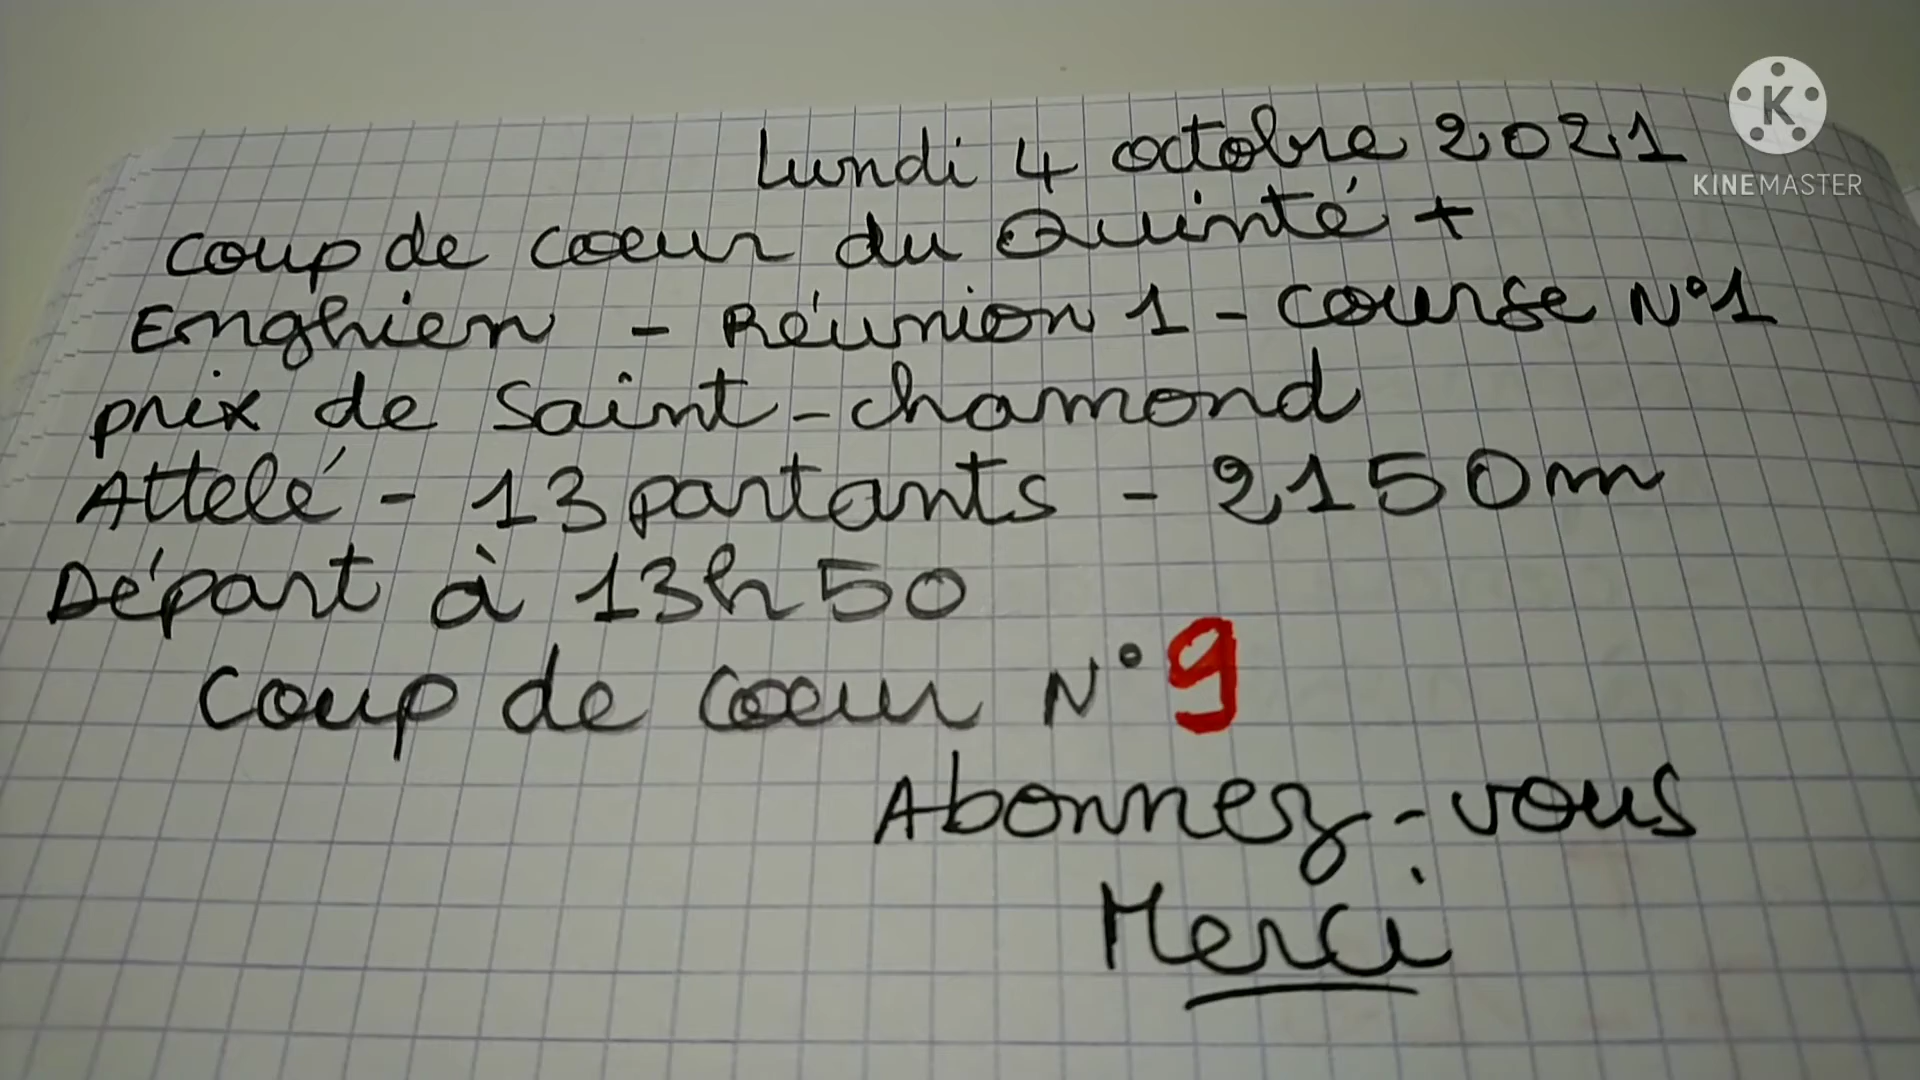 Lundi 4 octobre 2021
KINEMASTER
Coup de coeur du Quinté +
Enghien - Réunion 1 - Course N°1
prix de Saint-chamond
Attelé - 13 partants - 2150m
Départ à 13h50
Coup de coeur N°9
Abonnez-vous
Merci